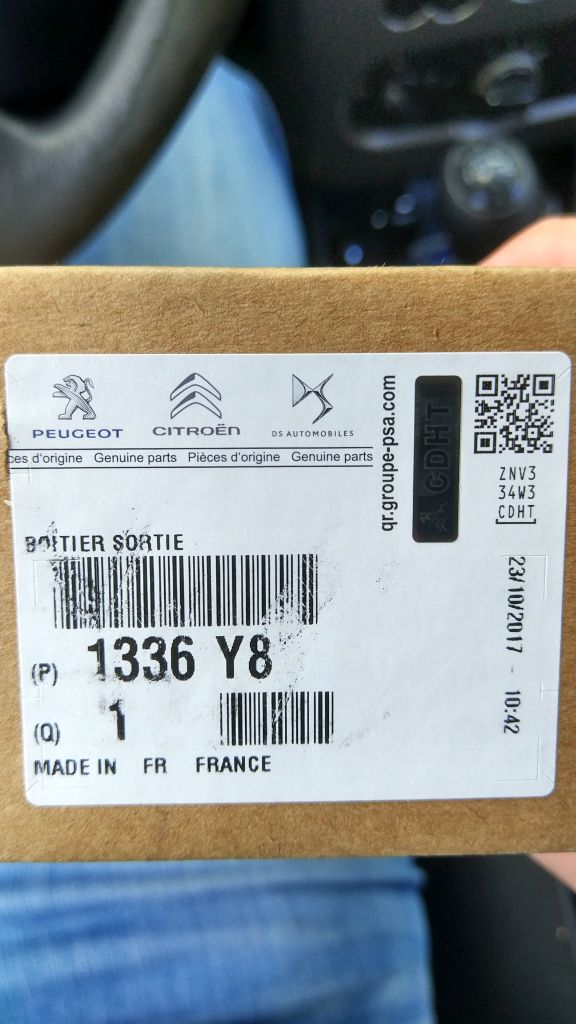 PEUGEOT
CITROËN
DS AUTOMOBILES
ces d'origine Genuine parts Pièces d'origine Genuine parts
qr.groupe-psa.com
CDHT
ZNV3
34W3
CDHT
BOITIER SORTIE
(P) 1336 Y8
(Q) 1
MADE IN FR FRANCE
23/10/2017 - 10:42